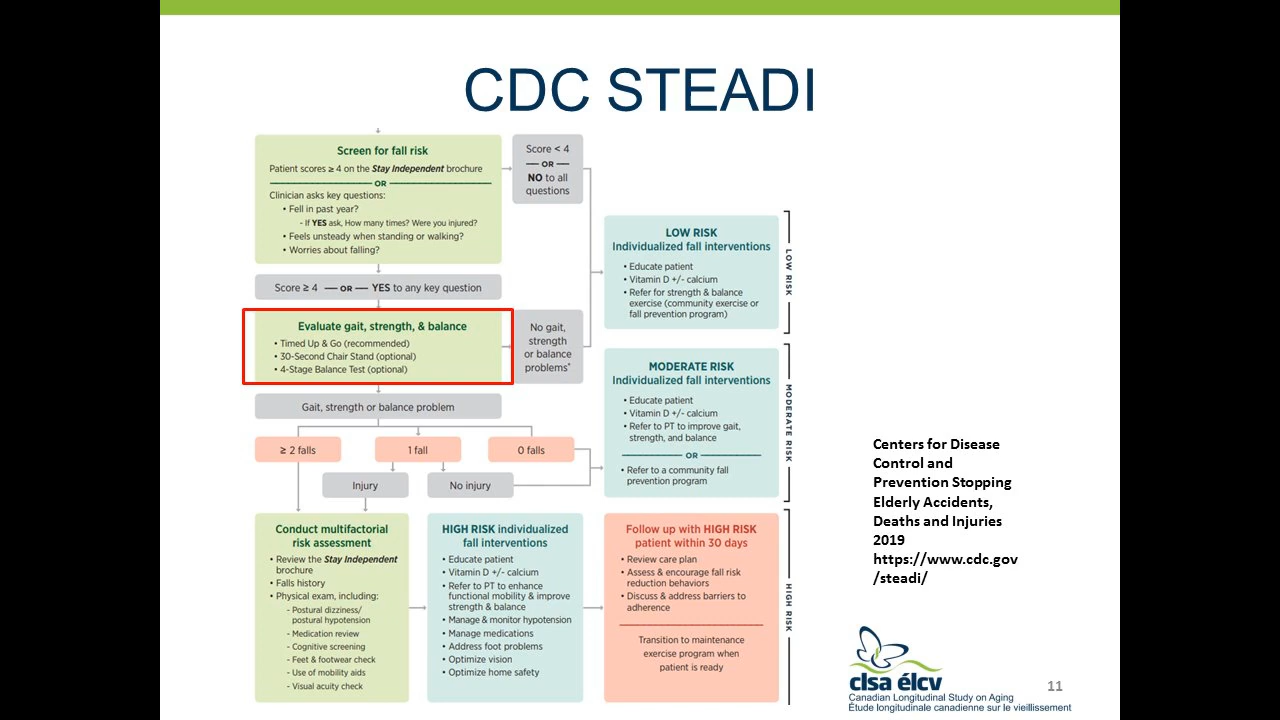 CDC STEADI
Screen for fall risk
Patient scores ≥ 4 on the Stay Independent brochure
OR
Clinician asks key questions:
• Fell in past year?
- If YES ask, How many times? Were you injured?
• Feels unsteady when standing or walking?
• Worries about falling?
Score < 4
OR
NO to all
questions
Score ≥ 4 — OR — YES to any key question
Evaluate gait, strength, & balance
• Timed Up & Go (recommended)
• 30-Second Chair Stand (optional)
• 4-Stage Balance Test (optional)
No gait,
strength
or balance
problems*
Gait, strength or balance problem
≥ 2 falls
1 fall
0 falls
Injury
No injury
LOW RISK
Individualized fall interventions
• Educate patient
• Vitamin D +/- calcium
• Refer for strength & balance
exercise (community exercise or
fall prevention program)
LOW RISK
MODERATE RISK
Individualized fall interventions
• Educate patient
• Vitamin D +/- calcium
• Refer to PT to improve gait,
strength, and balance
OR
• Refer to a community fall
prevention program
MODERATE RISK
Conduct multifactorial
risk assessment
• Review the Stay Independent
brochure
• Falls history
• Physical exam, including:
- Postural dizziness/
postural hypotension
- Medication review
- Cognitive screening
- Feet & footwear check
- Use of mobility aids
- Visual acuity check
HIGH RISK individualized
fall interventions
• Educate patient
• Vitamin D +/- calcium
• Refer to PT to enhance
functional mobility & improve
strength & balance
• Manage & monitor hypotension
• Manage medications
• Address foot problems
• Optimize vision
• Optimize home safety
Follow up with HIGH RISK
patient within 30 days
• Review care plan
• Assess & encourage fall risk
reduction behaviors
• Discuss & address barriers to
adherence
Transition to maintenance
exercise program when
patient is ready
HIGH RISK
Centers for Disease
Control and
Prevention Stopping
Elderly Accidents,
Deaths and Injuries
2019
https://www.cdc.gov
/steadi/
clsa élcv
Canadian Longitudinal Study on Aging
Étude longitudinale canadienne sur le vieillissement
11